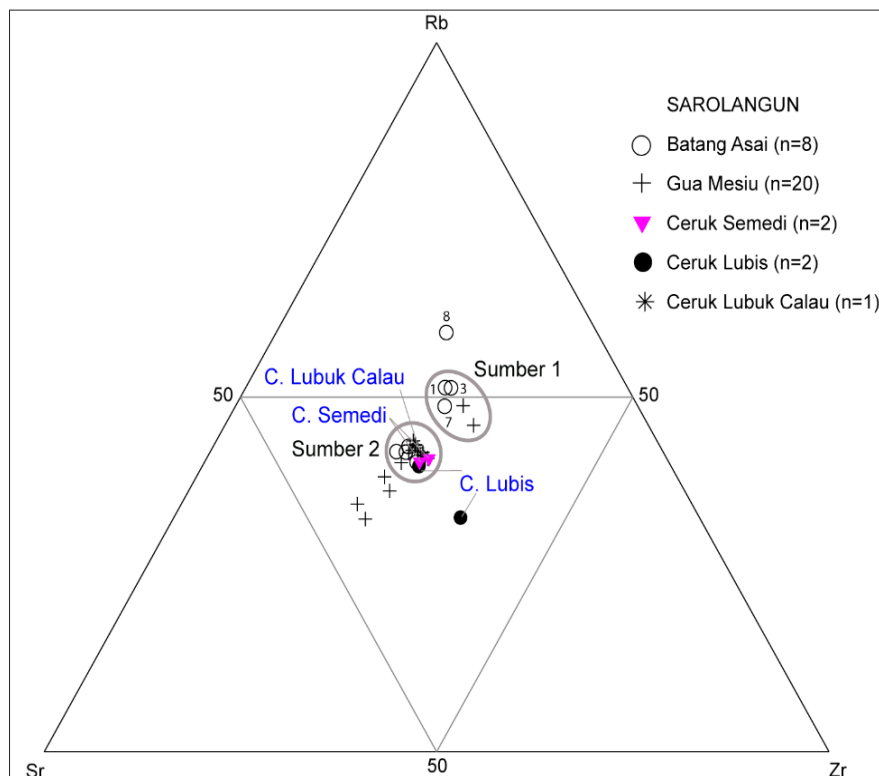 Rb
SAROLANGUN
Batang Asai (n=8)
Gua Mesiu (n=20)
Ceruk Semedi (n=2)
Ceruk Lubis (n=2)
Ceruk Lubuk Calau (n=1)
8
Sumber 1
C. Lubuk Calau
1
3
50
50
7
C. Semedi
Sumber 2
C. Lubis
Sr
50
Zr